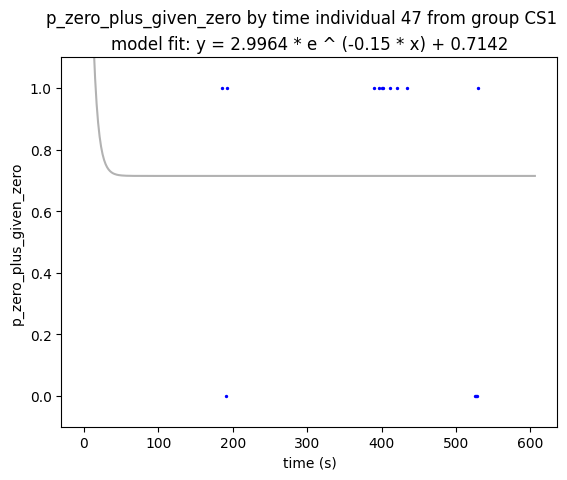 p_zero_plus_given_zero by time individual 47 from group CS1
model fit: y = 2.9964 * e ^ (-0.15 * x) + 0.7142
1.0
0.8
0.6
0.4
0.2
0.0
p_zero_plus_given_zero
0 100 200 300 400 500 600
time (s)